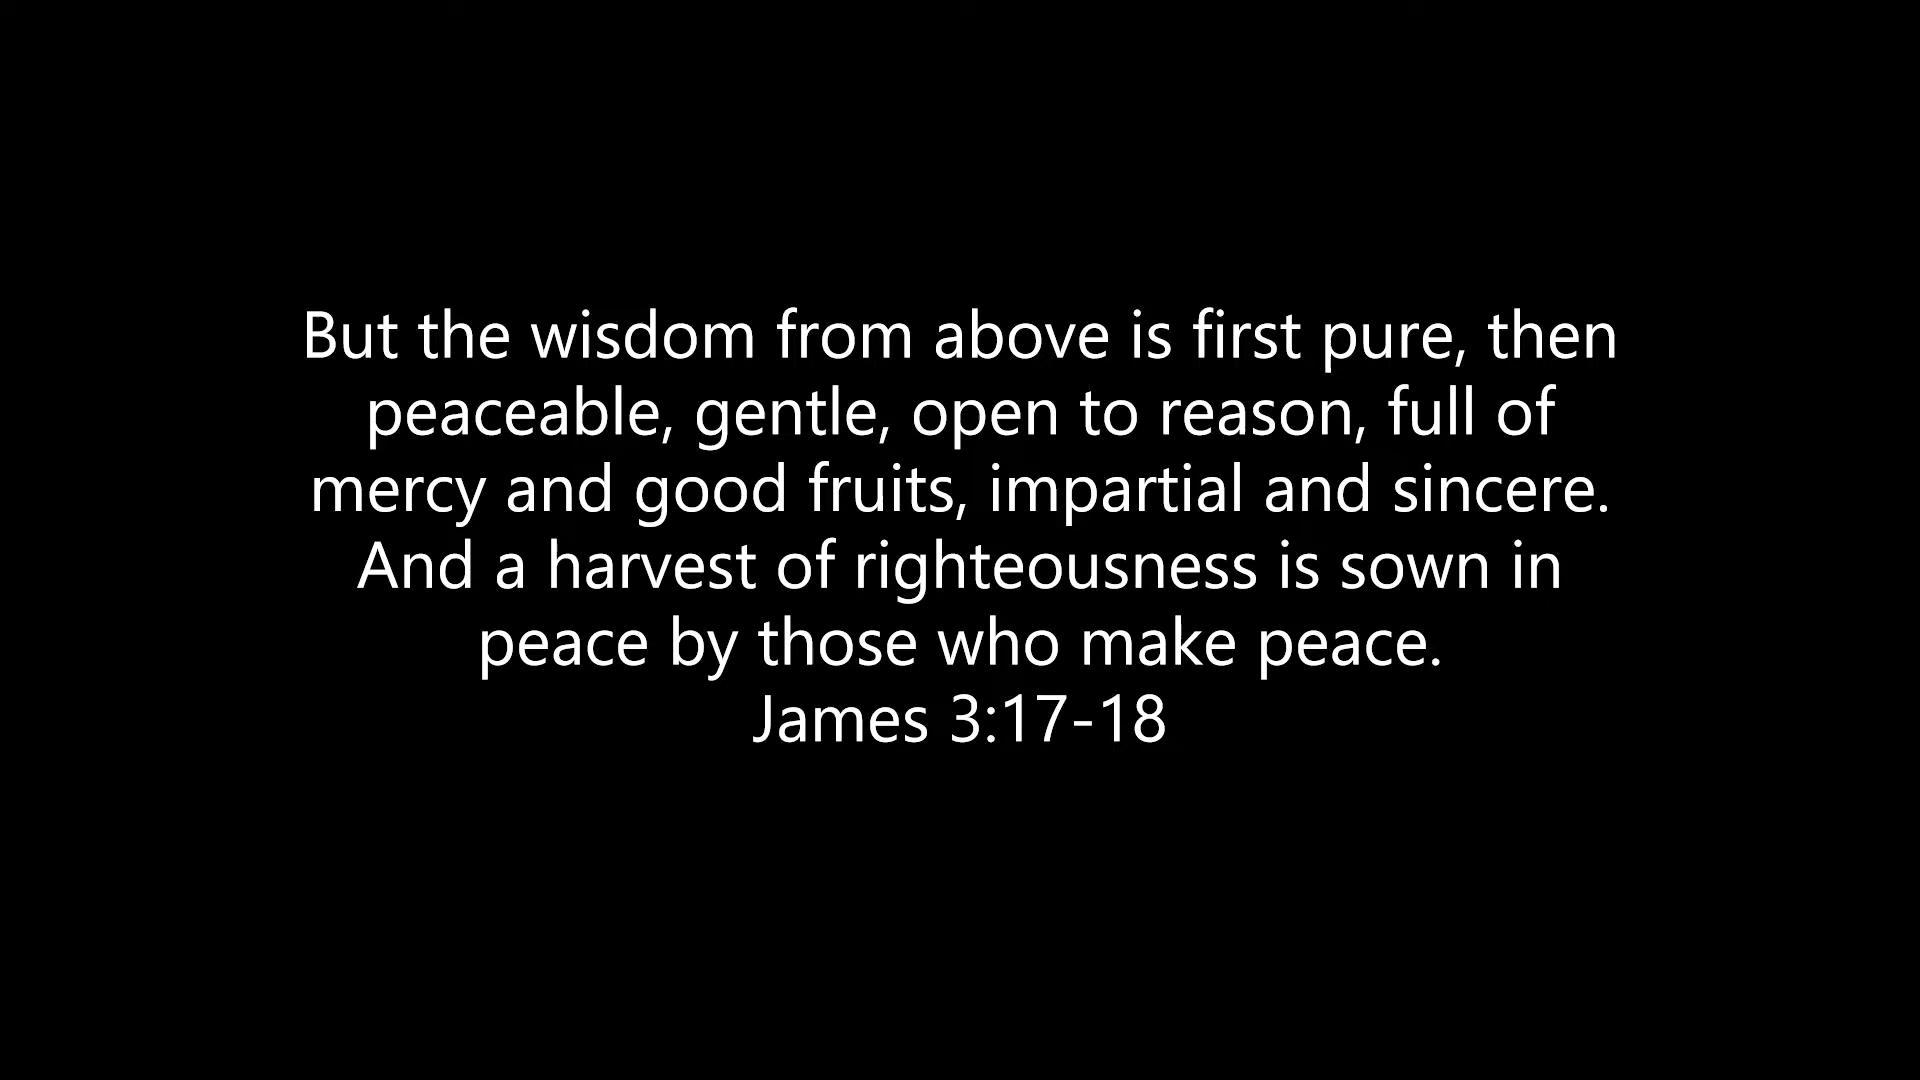 But the wisdom from above is first pure, then
peaceable, gentle, open to reason, full of
mercy and good fruits, impartial and sincere.
And a harvest of righteousness is sown in
peace by those who make peace.
James 3:17-18